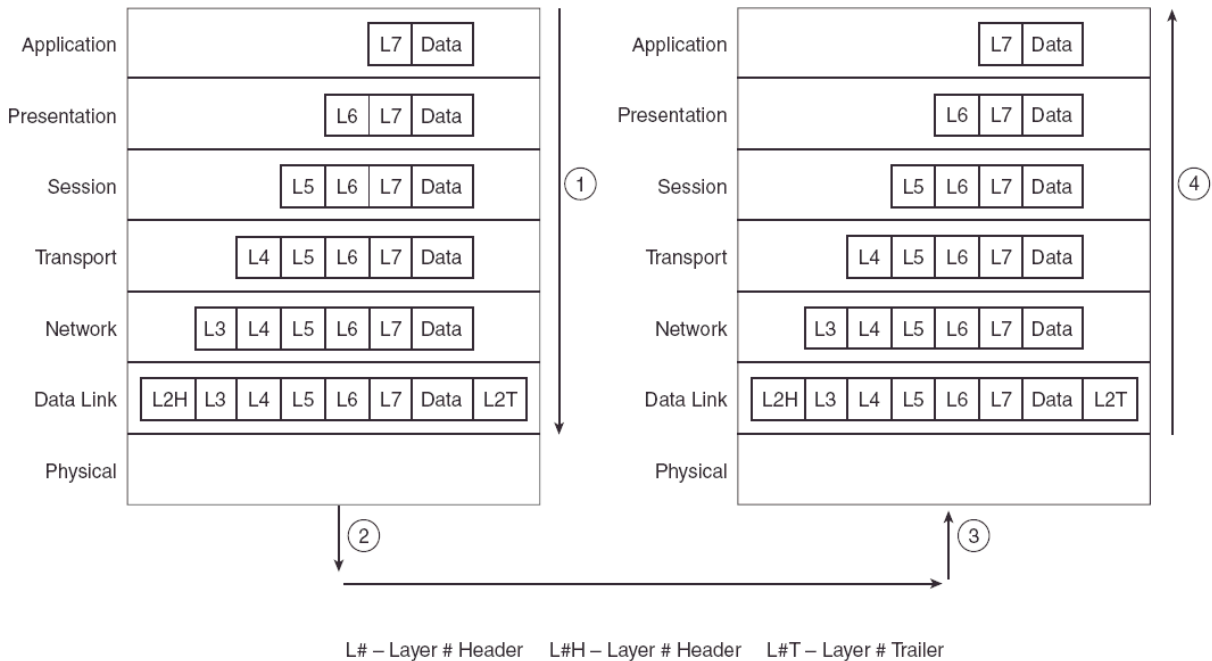 Application L7 Data
Presentation L6 L7 Data
Session L5 L6 L7 Data
Transport L4 L5 L6 L7 Data
Network L3 L4 L5 L6 L7 Data
Data Link L2H L3 L4 L5 L6 L7 Data L2T
Physical
1
2
Application L7 Data
Presentation L6 L7 Data
Session L5 L6 L7 Data
Transport L4 L5 L6 L7 Data
Network L3 L4 L5 L6 L7 Data
Data Link L2H L3 L4 L5 L6 L7 Data L2T
Physical
3
4
L# – Layer # Header L#H – Layer # Header L#T – Layer # Trailer